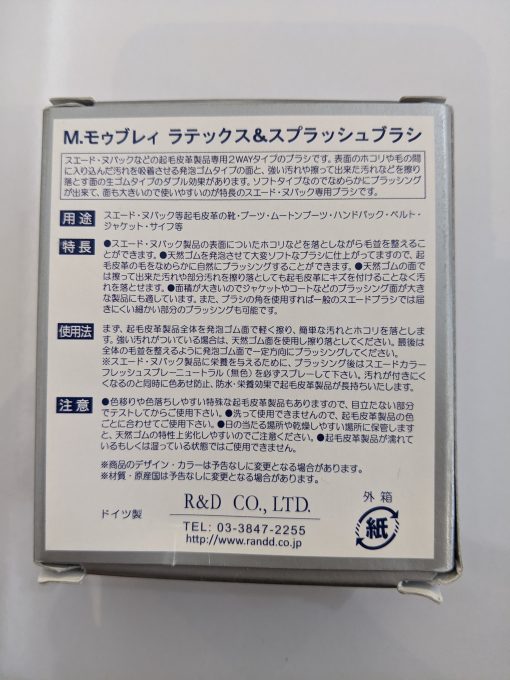 M.モゥブレィ ラテックス&スプラッシュブラシ
スエード・ヌバックなどの起毛皮革製品専用2WAYタイプのブラシです。表面のホコリや毛の間
に入り込んだ汚れを吸着させる発泡ゴムタイプの面と、強い汚れや擦って出来た汚れなどを擦り
落とす面の生ゴムタイプのダブル効果があります。ソフトタイプなのでなめらかにブラッシング
が出来て、面も大きいので使いやすいのが特長のスエード・ヌバック専用ブラシです。
用途 スエード・ヌバック等起毛皮革の靴・ブーツ・ムートンブーツ・ハンドバック・ベルト・
ジャケット・サイフ等
特長 ●スエード・ヌバック製品の表面についたホコリなどを落としながら毛並を整えるこ
とができます。●天然ゴムを発泡させて大変ソフトなブラシに仕上がってますので、起
毛皮革の毛をなめらかに自然にブラッシングすることができます。●天然ゴムの面で
は擦って出来た汚れや部分汚れを擦り落としても起毛皮革にキズを付けることなく汚
れを落とせます。●面積が大きいのでジャケットやコートなどのブラッシング面が大き
な製品にも適しています。また、ブラシの角を使用すれば一般のスエードブラシでは届
きにくい細かい部分のブラッシングも可能です。
使用法 まず、起毛皮革製品全体を発泡ゴム面で軽く擦り、簡単な汚れとホコリを落としま
す。強い汚れがついている場合は、天然ゴム面を使用し擦り落としてください。最後は
全体の毛並を整えるように発泡ゴム面で一定方向にブラッシングしてください。
※スエード・ヌバック製品に栄養を与えるために、ブラッシング後はスエードカラー
フレッシュスプレーニュートラル(無色)を必ずスプレーして下さい。汚れが付きにく
くなるのと同時に色あせ防止、防水・栄養効果で起毛皮革製品が長持ちいたします。
注意 ●色移りや色落ちしやすい特殊な起毛皮革製品もありますので、目立たない部分
でテストしてからご使用下さい。●洗って使用できませんので、起毛皮革製品の色
ごとに合わせてご使用下さい。●日の当たる場所や乾燥しやすい場所に保管します
と、天然ゴムの特性上劣化しやすいのでご注意ください。●起毛皮革製品が濡れて
いるもしくは湿っている状態ではご使用できません。
※商品のデザイン・カラーは予告なしに変更となる場合があります。
※材質・原産国は予告なしに変更となる場合があります。
ドイツ製
R&D CO.,LTD.
TEL: 03-3847-2255
http://www.randd.co.jp
外箱
紙